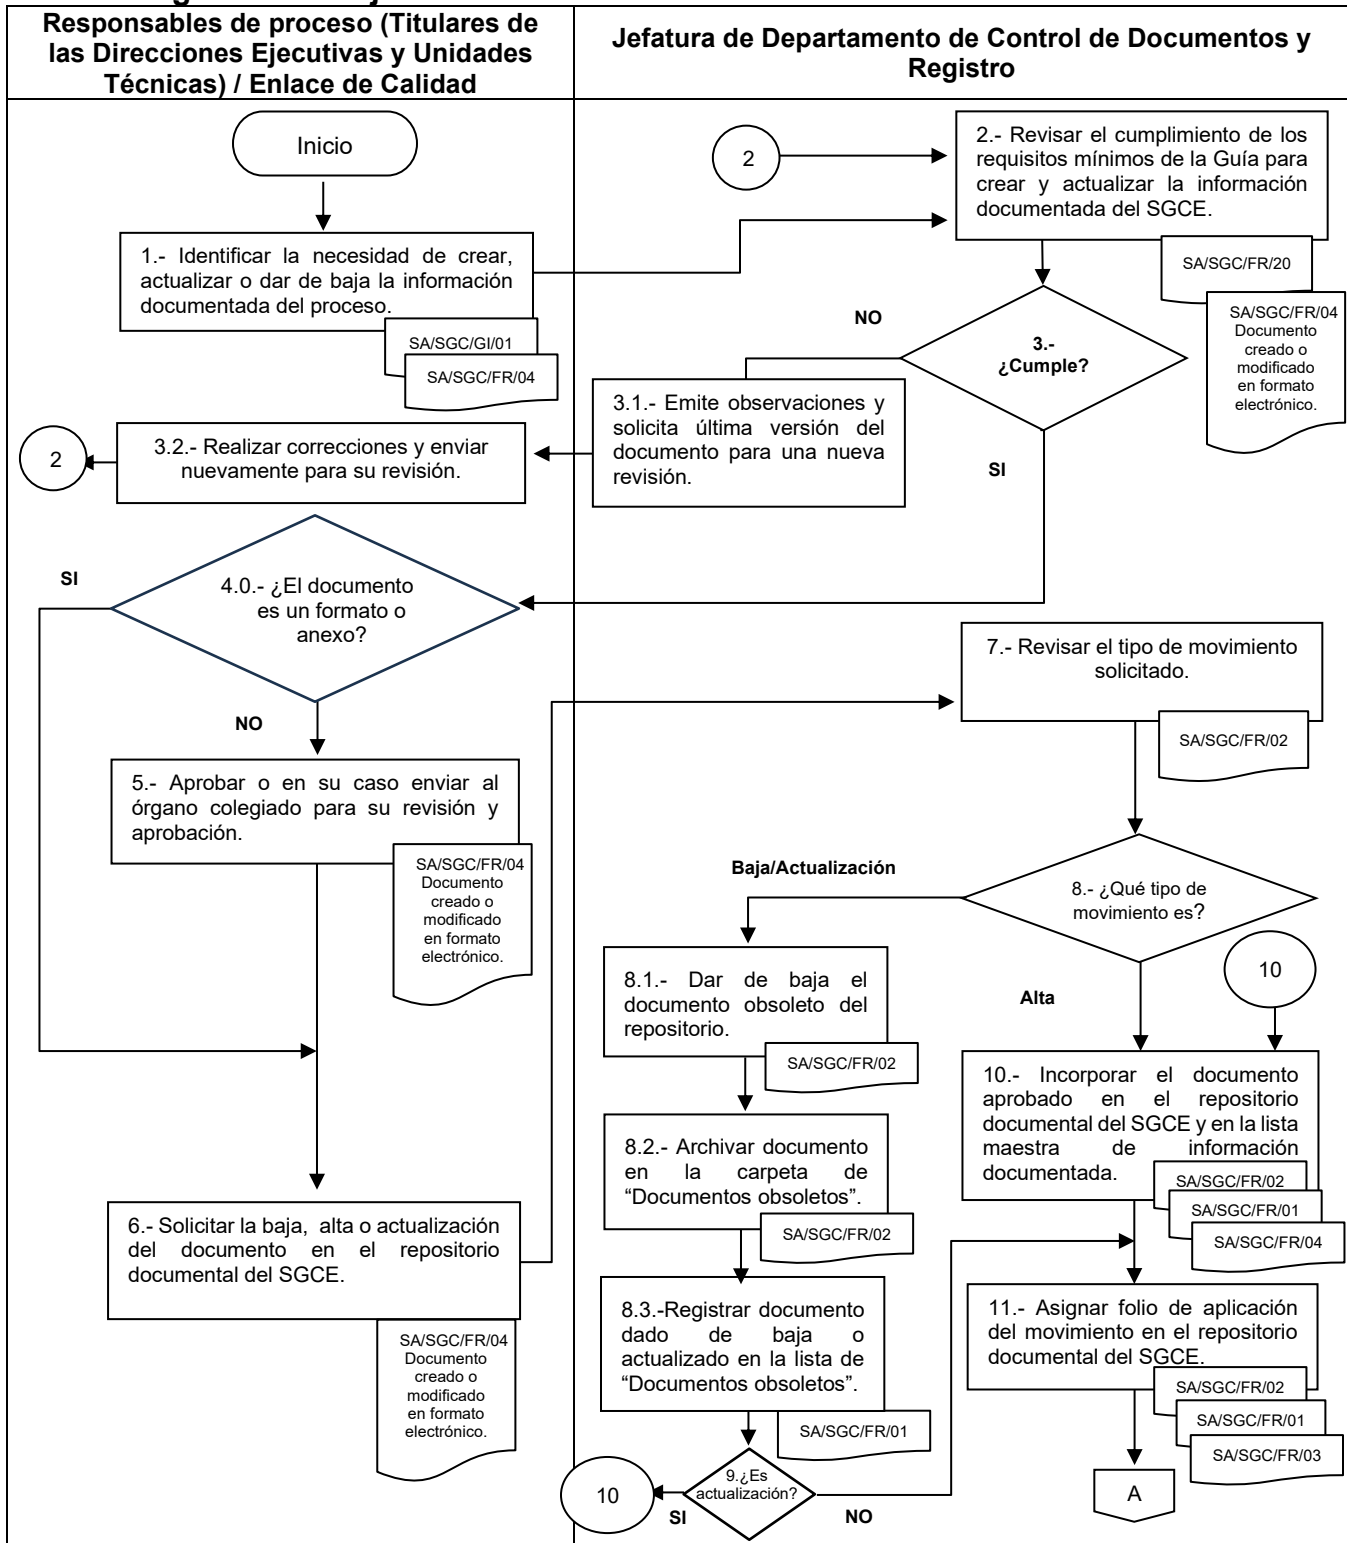 Responsables de proceso (Titulares de
las Direcciones Ejecutivas y Unidades
Técnicas) / Enlace de Calidad
Jefatura de Departamento de Control de Documentos y
Registro
Inicio
1.- Identificar la necesidad de crear,
actualizar o dar de baja la información
documentada del proceso.
SA/SGC/GI/01
SA/SGC/FR/04
2
2.- Revisar el cumplimiento de los
requisitos mínimos de la Guía para
crear y actualizar la información
documentada del SGCE.
SA/SGC/FR/20
SA/SGC/FR/04
Documento
creado o
modificado
en formato
electrónico.
NO
3.-
¿Cumple?
SI
3.1.- Emite observaciones y
solicita última versión del
documento para una nueva
revisión.
3.2.- Realizar correcciones y enviar
nuevamente para su revisión.
2
SI
4.0.- ¿El documento
es un formato o
anexo?
NO
5.- Aprobar o en su caso enviar al
órgano colegiado para su revisión y
aprobación.
SA/SGC/FR/04
Documento
creado o
modificado
en formato
electrónico.
6.- Solicitar la baja, alta o actualización
del documento en el repositorio
documental del SGCE.
SA/SGC/FR/04
Documento
creado o
modificado
en formato
electrónico.
7.- Revisar el tipo de movimiento
solicitado.
SA/SGC/FR/02
Baja/Actualización
8.- ¿Qué tipo de
movimiento es?
Alta
10
8.1.- Dar de baja el
documento obsoleto del
repositorio.
SA/SGC/FR/02
8.2.- Archivar documento
en la carpeta de
“Documentos obsoletos”.
SA/SGC/FR/02
8.3.-Registrar documento
dado de baja o
actualizado en la lista de
“Documentos obsoletos”.
SA/SGC/FR/01
9.¿Es
actualización?
SI
NO
10
10.- Incorporar el documento
aprobado en el repositorio
documental del SGCE y en la lista
maestra de información
documentada.
SA/SGC/FR/02
SA/SGC/FR/01
SA/SGC/FR/04
11.- Asignar folio de aplicación
del movimiento en el repositorio
documental del SGCE.
SA/SGC/FR/02
SA/SGC/FR/01
SA/SGC/FR/03
A